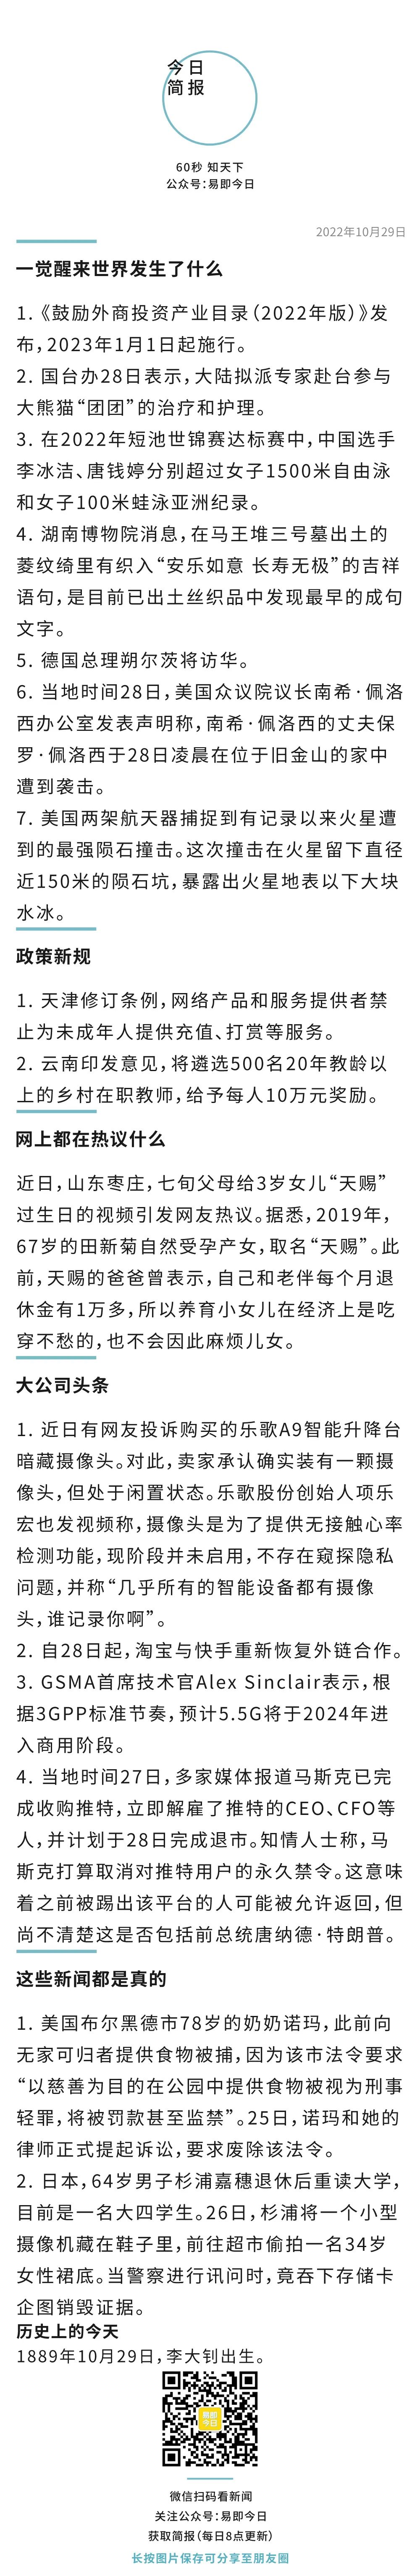 今日
简报
60秒 知天下
公众号:易即今日
2022年10月29日
一觉醒来世界发生了什么
1.《鼓励外商投资产业目录(2022年版)》发
布,2023年1月1日起施行。
2. 国台办28日表示,大陆拟派专家赴台参与
大熊猫“团团”的治疗和护理。
3. 在2022年短池世锦赛达标赛中,中国选手
李冰洁、唐钱婷分别超过女子1500米自由泳
和女子100米蛙泳亚洲纪录。
4. 湖南博物院消息,在马王堆三号墓出土的
菱纹绮里有织入“安乐如意 长寿无极”的吉祥
语句,是目前已出土丝织品中发现最早的成句
文字。
5. 德国总理朔尔茨将访华。
6. 当地时间28日,美国众议院议长南希·佩洛
西办公室发表声明称,南希·佩洛西的丈夫保
罗·佩洛西于28日凌晨在位于旧金山的家中
遭到袭击。
7. 美国两架航天器捕捉到有记录以来火星遭
到的最强陨石撞击。这次撞击在火星留下直径
近150米的陨石坑,暴露出火星地表以下大块
水冰。
政策新规
1. 天津修订条例,网络产品和服务提供者禁
止为未成年人提供充值、打赏等服务。
2. 云南印发意见,将遴选500名20年教龄以
上的乡村在职教师,给予每人10万元奖励。
网上都在热议什么
近日,山东枣庄,七旬父母给3岁女儿“天赐”
过生日的视频引发网友热议。据悉,2019年,
67岁的田新菊自然受孕产女,取名“天赐”。此
前,天赐的爸爸曾表示,自己和老伴每个月退
休金有1万多,所以养育小女儿在经济上是吃
穿不愁的,也不会因此麻烦儿女。
大公司头条
1. 近日有网友投诉购买的乐歌A9智能升降台
暗藏摄像头。对此,卖家承认确实装有一颗摄
像头,但处于闲置状态。乐歌股份创始人项乐
宏也发视频称,摄像头是为了提供无接触心率
检测功能,现阶段并未启用,不存在窥探隐私
问题,并称“几乎所有的智能设备都有摄像
头,谁记录你啊”。
2. 自28日起,淘宝与快手重新恢复外链合作。
3. GSMA首席技术官Alex Sinclair表示,根
据3GPP标准节奏,预计5.5G将于2024年进
入商用阶段。
4. 当地时间27日,多家媒体报道马斯克已完
成收购推特,立即解雇了推特的CEO、CFO等
人,并计划于28日完成退市。知情人士称,马
斯克打算取消对推特用户的永久禁令。这意味
着之前被踢出该平台的人可能被允许返回,但
尚不清楚这是否包括前总统唐纳德·特朗普。
这些新闻都是真的
1. 美国布尔黑德市78岁的奶奶诺玛,此前向
无家可归者提供食物被捕,因为该市法令要求
“以慈善为目的在公园中提供食物被视为刑事
轻罪,将被罚款甚至监禁”。25日,诺玛和她的
律师正式提起诉讼,要求废除该法令。
2. 日本,64岁男子杉浦嘉穗退休后重读大学,
目前是一名大四学生。26日,杉浦将一个小型
摄像机藏在鞋子里,前往超市偷拍一名34岁
女性裙底。当警察进行讯问时,竟吞下存储卡
企图销毁证据。
历史上的今天
1889年10月29日,李大钊出生。
易即
今日
微信扫码看新闻
关注公众号:易即今日
获取简报(每日8点更新)
长按图片保存可分享至朋友圈